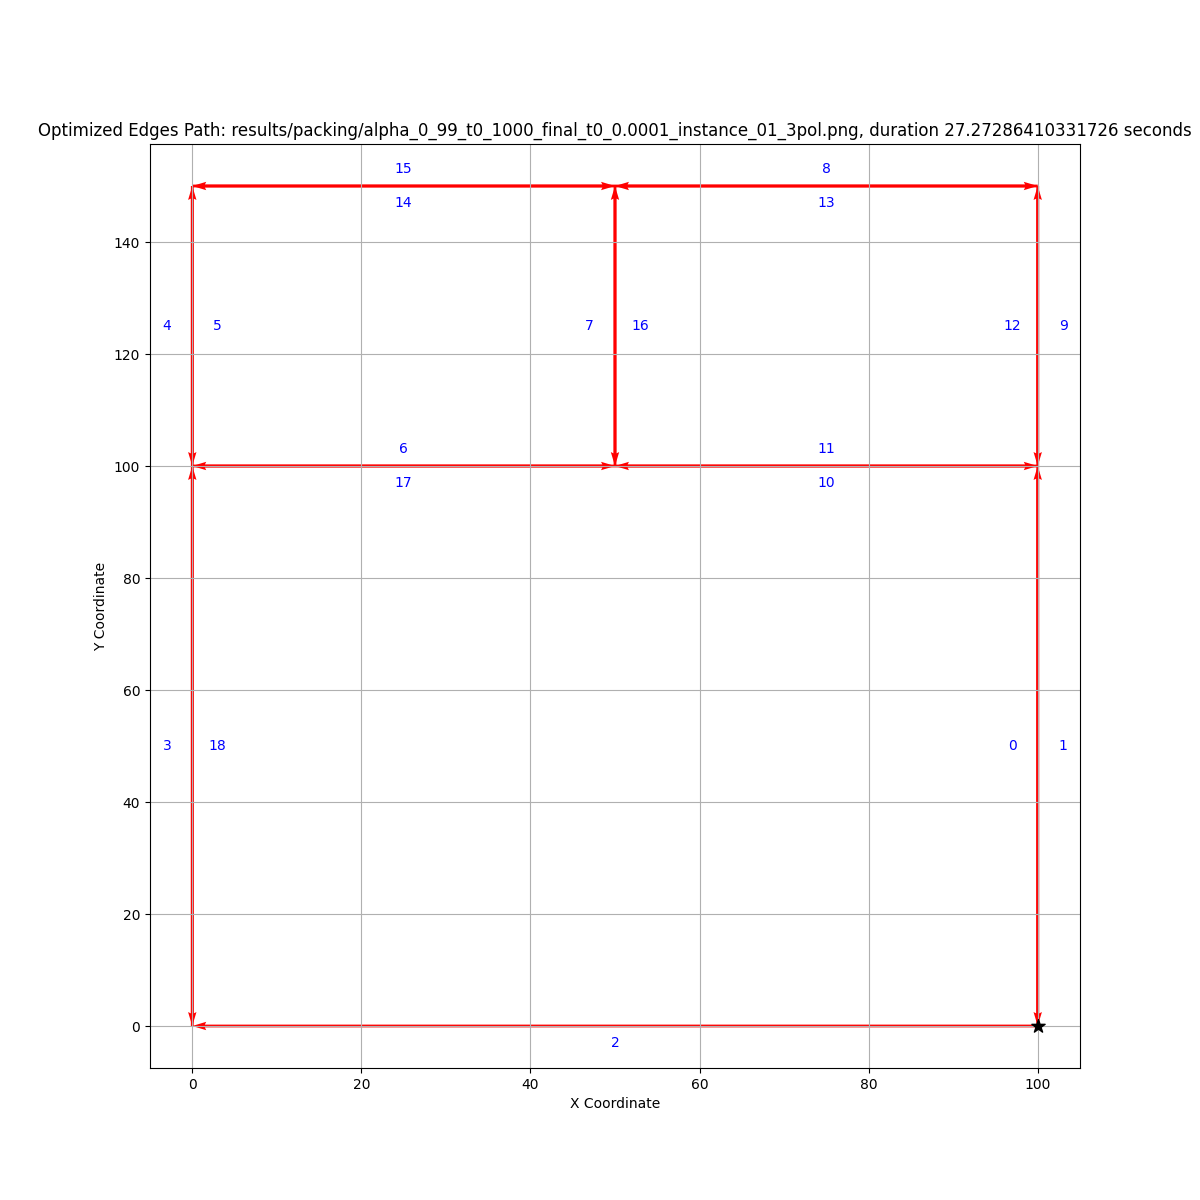 Optimized Edges Path: results/packing/alpha_0_99_t0_1000_final_t0_0.0001_instance_01_3pol.png, duration 27.27286410331726 seconds
15 8
14 13
140
4 5 7 16 12 9
120
6 11
100
17 10
80
Y Coordinate
60
3 18 0 1
40
20
0
2
0 20 40 60 80 100
X Coordinate